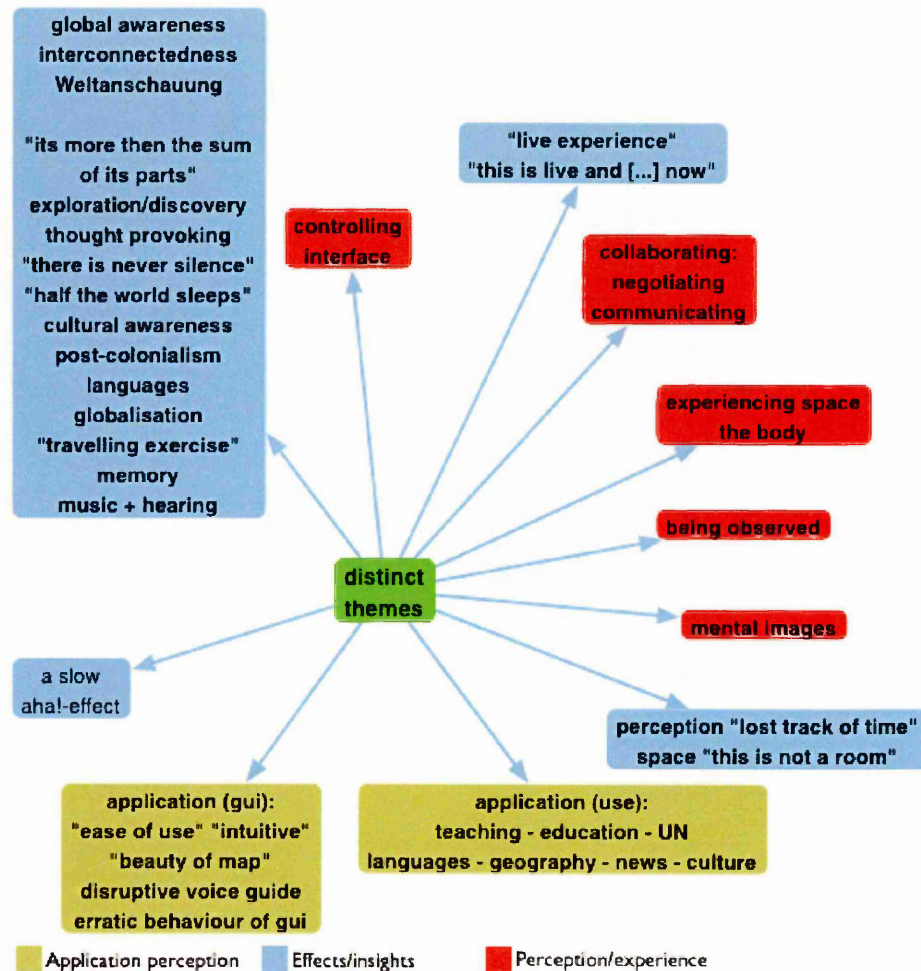 global awareness
interconnectedness
Weltanschauung
"its more then the sum
of its parts"
exploration/discovery
thought provoking
"there is never silence"
"half the world sleeps"
cultural awareness
post-colonialism
languages
globalisation
"travelling exercise"
memory
music + hearing
controlling
interface
"live experience"
"this is live and [...] now"
collaborating:
negotiating
communicating
experiencing space
the body
being observed
distinct
themes
mental images
a slow
aha!-effect
perception "lost track of time"
space "this is not a room"
application (gui):
"ease of use" "intuitive"
"beauty of map"
disruptive voice guide
erratic behaviour of gui
application (use):
teaching - education - UN
languages - geography - news - culture
Application perception
Effects/insights
Perception/experience